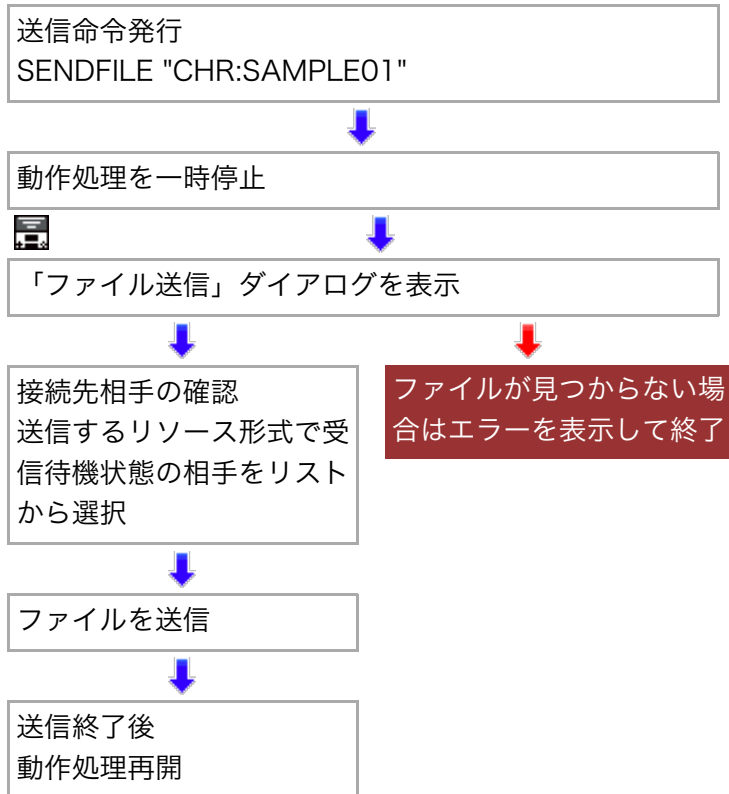 送信命令発行
SENDFILE "CHR:SAMPLE01"
動作処理を一時停止
「ファイル送信」ダイアログを表示
接続先相手の確認
送信するリソース形式で受
信待機状態の相手をリスト
から選択
ファイルが見つからない場
合はエラーを表示して終了
ファイルを送信
送信終了後
動作処理再開